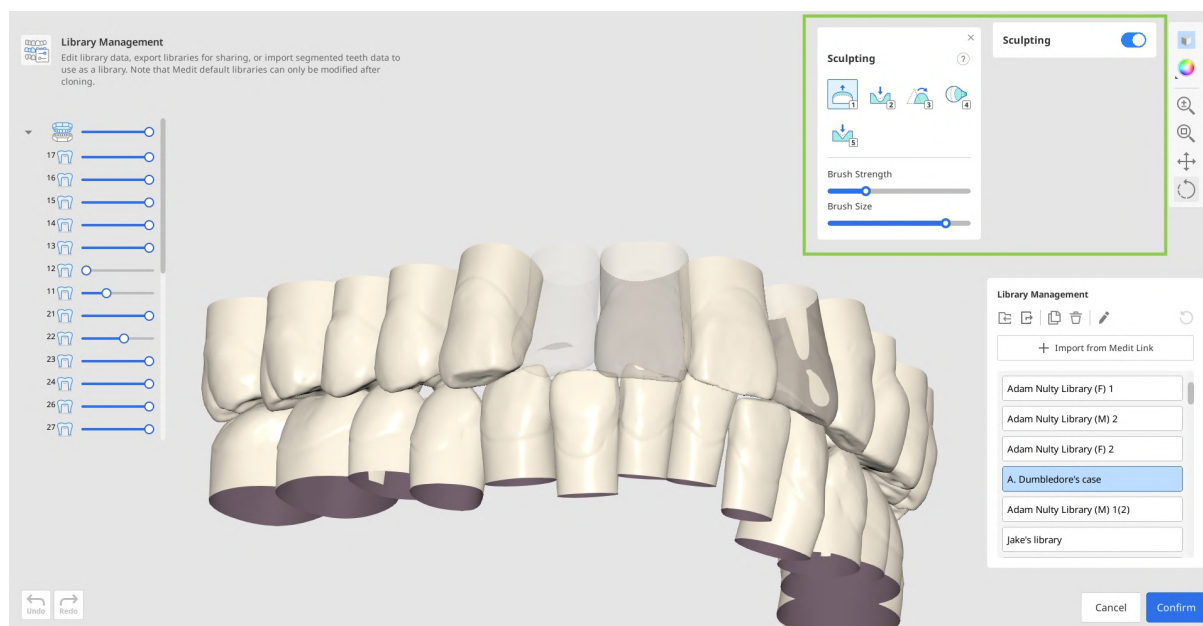 Library Management
Edit library data, export libraries for sharing, or import segmented teeth data to
use as a library. Note that Medit default libraries can only be modified after
cloning.
17
16
15
14
13
12
11
21
22
23
24
26
27
Sculpting
?
1
2
3
4
5
Brush Strength
Brush Size
Sculpting
Library Management
+ Import from Medit Link
Adam Nulty Library (F) 1
Adam Nulty Library (M) 2
Adam Nulty Library (F) 2
A. Dumbledore's case
Adam Nulty Library (M) 1(2)
Jake's library
Undo
Redo
Cancel
Confirm